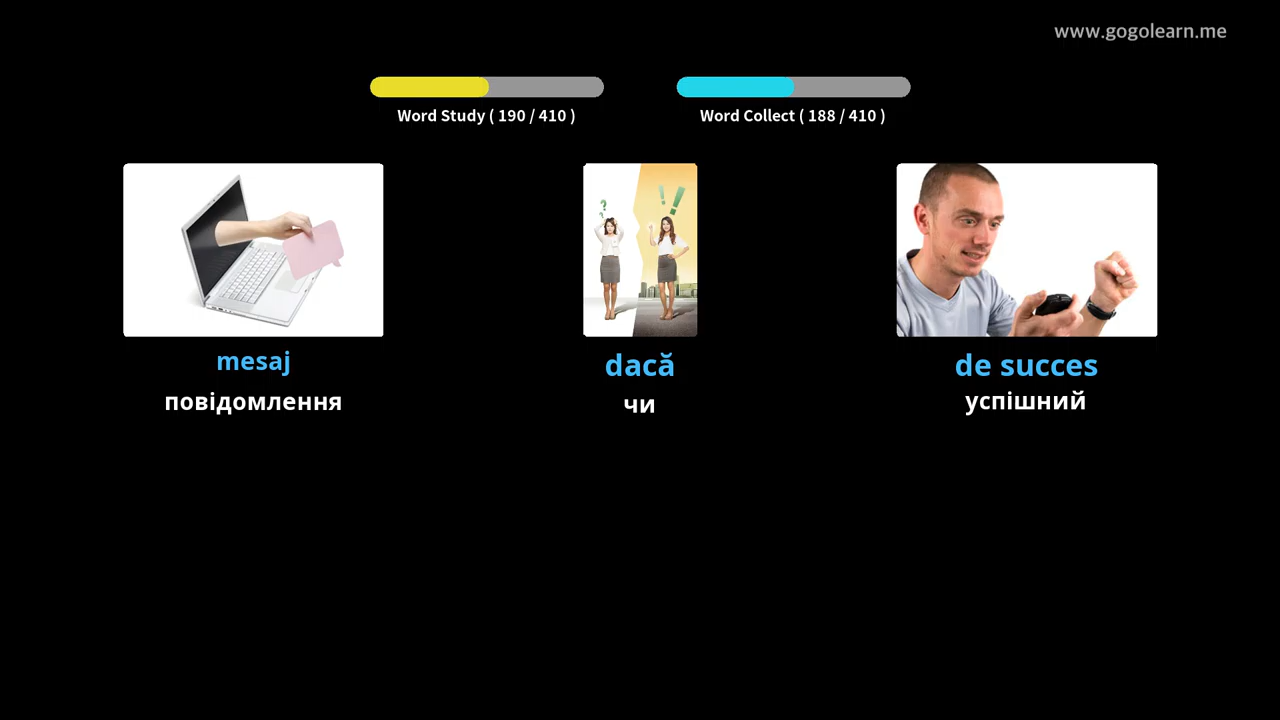 www.gogolearn.me
Word Study ( 190 / 410 )
Word Collect ( 188 / 410 )
mesaj
повідомлення
dacă
чи
de succes
успішний